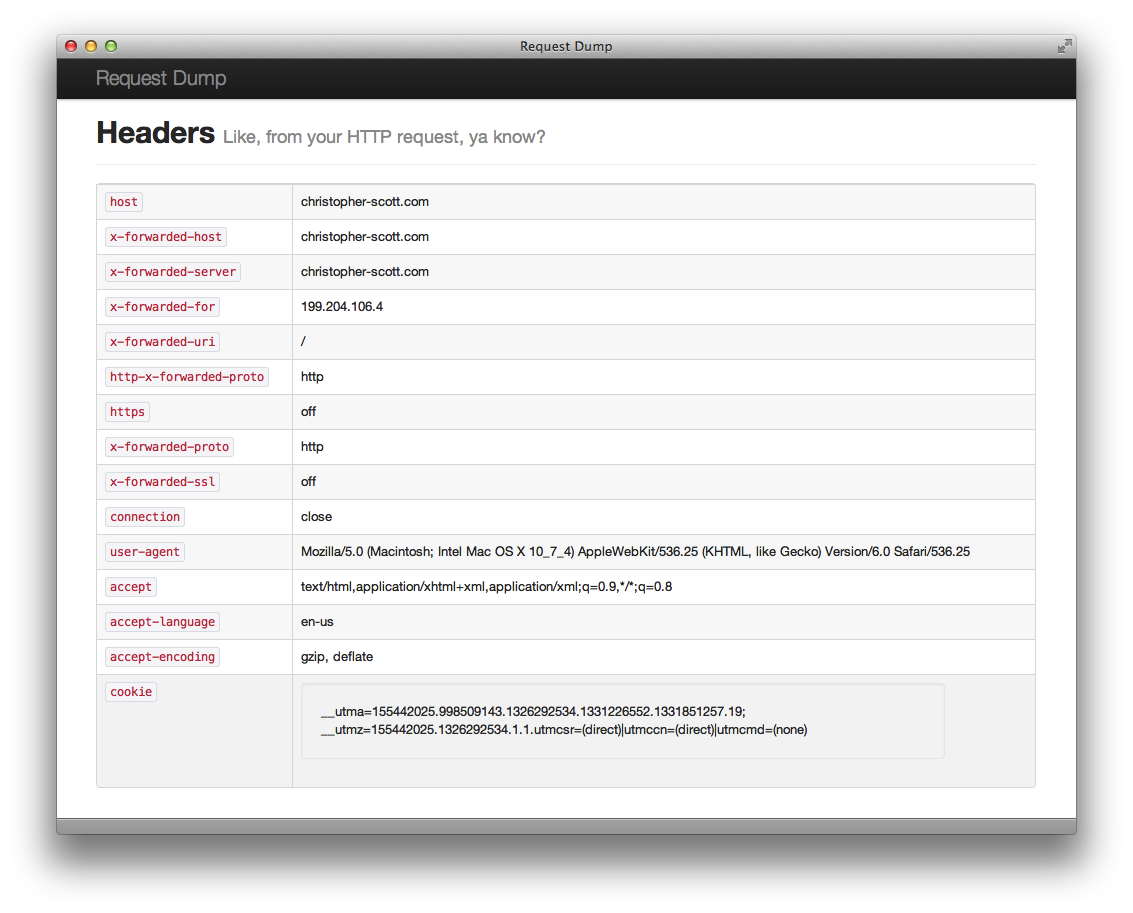 Request Dump
Request Dump
Headers Like, from your HTTP request, ya know?
host christopher-scott.com
x-forwarded-host christopher-scott.com
x-forwarded-server christopher-scott.com
x-forwarded-for 199.204.106.4
x-forwarded-uri /
http-x-forwarded-proto http
https off
x-forwarded-proto http
x-forwarded-ssl off
connection close
user-agent Mozilla/5.0 (Macintosh; Intel Mac OS X 10_7_4) AppleWebKit/536.25 (KHTML, like Gecko) Version/6.0 Safari/536.25
accept text/html,application/xhtml+xml,application/xml;q=0.9,*/*;q=0.8
accept-language en-us
accept-encoding gzip, deflate
cookie __utma=155442025.998509143.1326292534.1331226552.1331851257.19;
__utmz=155442025.1326292534.1.1.utmcsr=(direct)|utmccn=(direct)|utmcmd=(none)